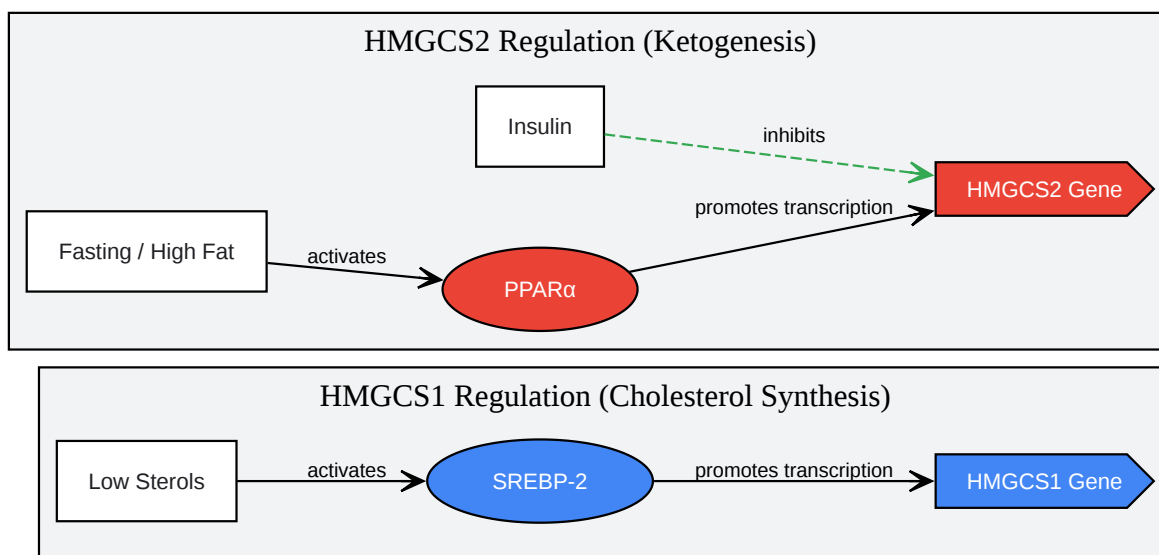 HMGCS2 Regulation (Ketogenesis)
Insulin
inhibits
HMGCS2 Gene
promotes transcription
Fasting / High Fat
activates
PPARα
HMGCS1 Regulation (Cholesterol Synthesis)
Low Sterols
activates
SREBP-2
promotes transcription
HMGCS1 Gene